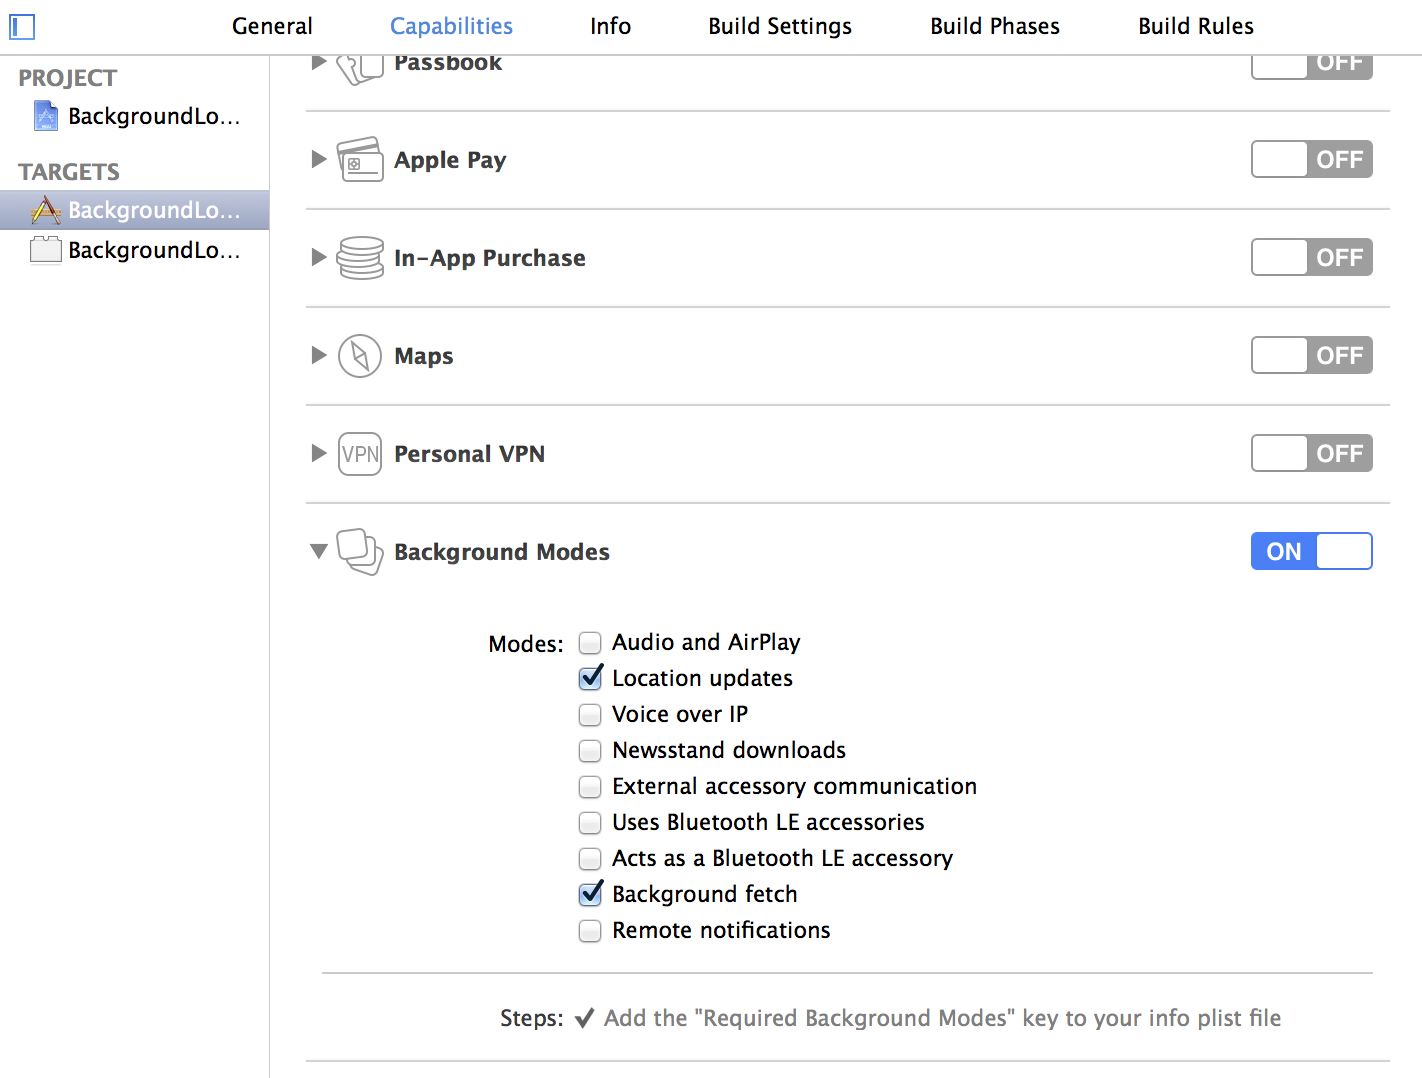 General Capabilities Info Build Settings Build Phases Build Rules
PROJECT
BackgroundLo...
TARGETS
BackgroundLo...
BackgroundLo...
Passbook OFF
Apple Pay OFF
In-App Purchase OFF
Maps OFF
VPN Personal VPN OFF
Background Modes ON
Modes: Audio and AirPlay
Location updates
Voice over IP
Newsstand downloads
External accessory communication
Uses Bluetooth LE accessories
Acts as a Bluetooth LE accessory
Background fetch
Remote notifications
Steps: ✓ Add the "Required Background Modes" key to your info plist file